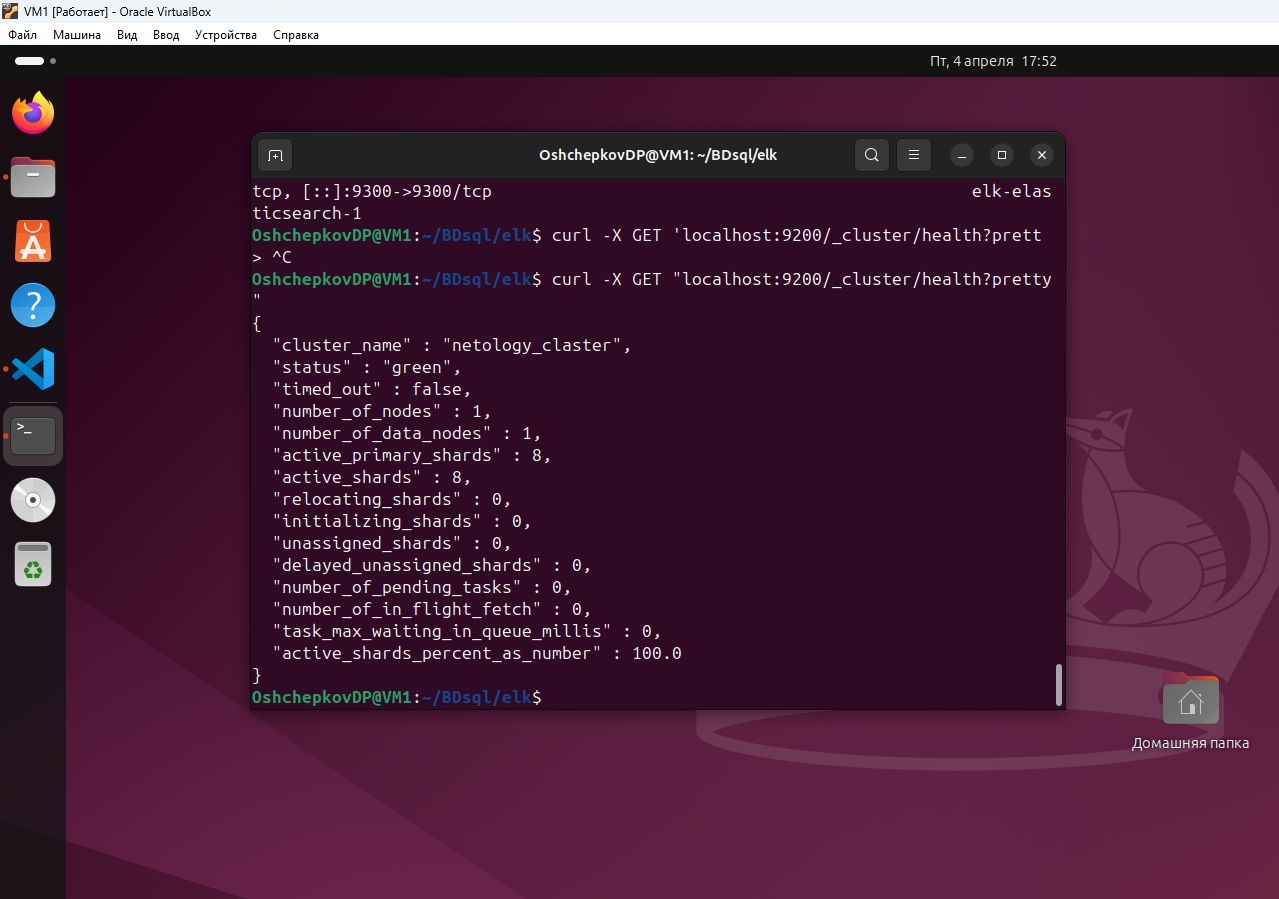 VM1 [Работает] - Oracle VirtualBox
Файл Машина Вид Ввод Устройства Справка
Пт, 4 апреля 17:52
OshchepkovDP@VM1: ~/BDsql/elk
tcp, [::]:9300->9300/tcp elk-elas
ticsearch-1
OshchepkovDP@VM1:~/BDsql/elk$ curl -X GET 'localhost:9200/_cluster/health?prett
> ^C
OshchepkovDP@VM1:~/BDsql/elk$ curl -X GET "localhost:9200/_cluster/health?pretty
"
{
"cluster_name" : "netology_claster",
"status" : "green",
"timed_out" : false,
"number_of_nodes" : 1,
"number_of_data_nodes" : 1,
"active_primary_shards" : 8,
"active_shards" : 8,
"relocating_shards" : 0,
"initializing_shards" : 0,
"unassigned_shards" : 0,
"delayed_unassigned_shards" : 0,
"number_of_pending_tasks" : 0,
"number_of_in_flight_fetch" : 0,
"task_max_waiting_in_queue_millis" : 0,
"active_shards_percent_as_number" : 100.0
}
OshchepkovDP@VM1:~/BDsql/elk$
Домашняя папка